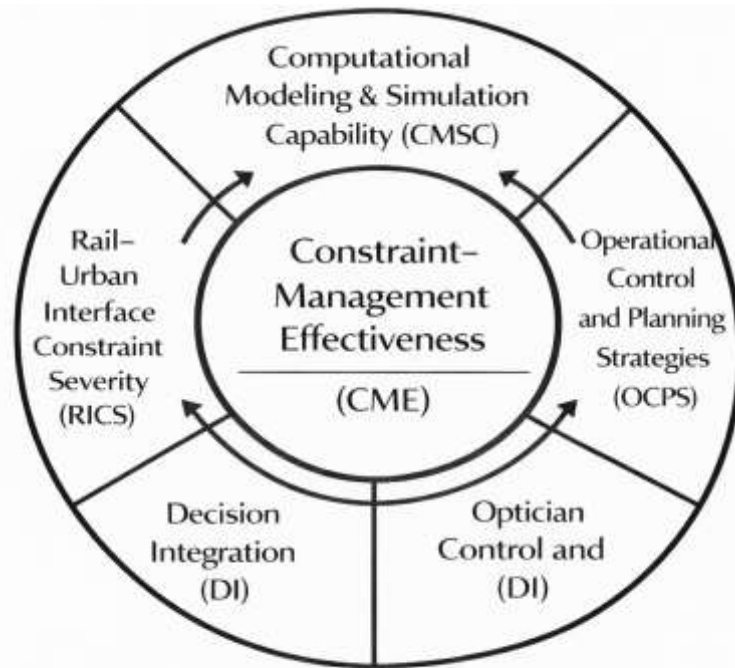 Computational
Modeling & Simulation
Capability (CMSC)
Rail–
Urban
Interface
Constraint
Severity
(RICS)
Constraint–
Management
Effectiveness
(CME)
Operational
Control
and Planning
Strategies
(OCPS)
Decision
Integration
(DI)
Optician
Control and
(DI)